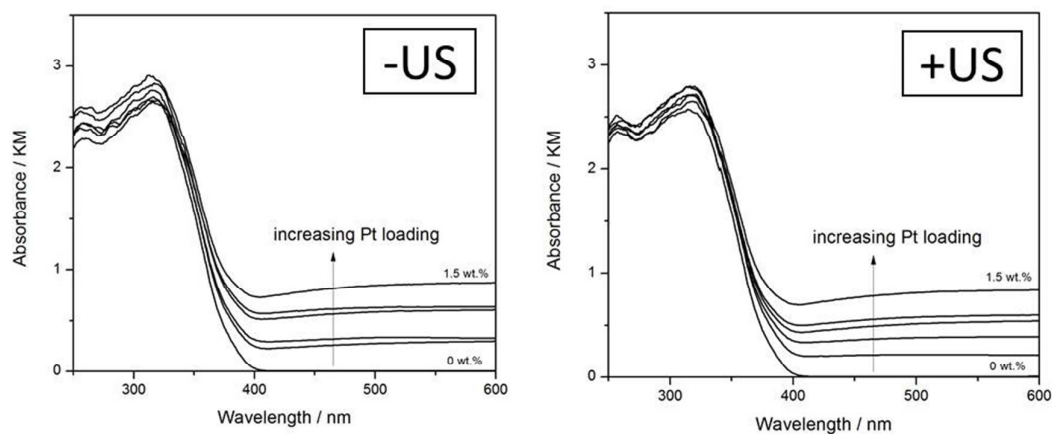 -US
3
2
1
0
Absorbance / KM
increasing Pt loading
1.5 wt.%
0 wt.%
300
400
500
600
Wavelength / nm
+US
3
2
1
0
Absorbance / KM
increasing Pt loading
1.5 wt.%
0 wt.%
300
400
500
600
Wavelength / nm